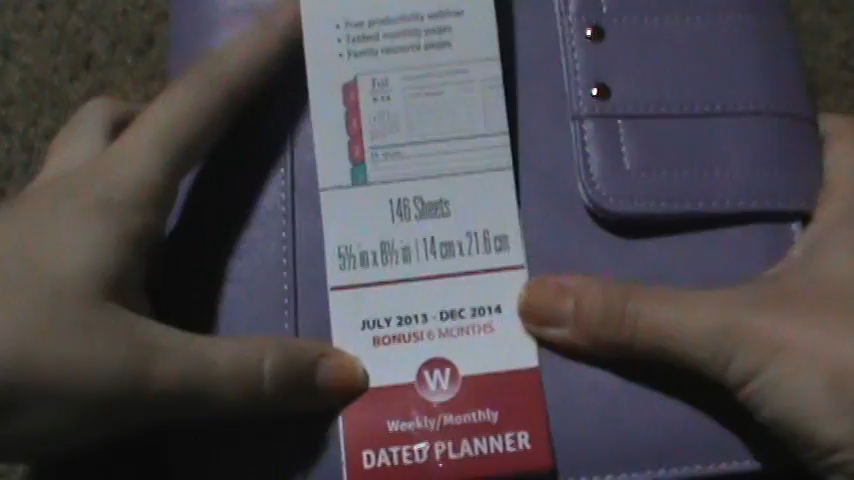 • Free productivity webinar
• Extend monthly pages
• Family resource pages
146 Sheets
5½ in x 8½ in | 14 cm x 21.6 cm
JULY 2013 - DEC 2014
BONUS! 6 MONTHS
W
Weekly/Monthly
DATED PLANNER